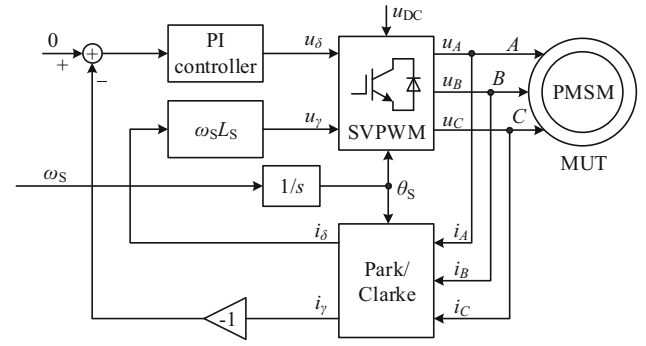 u_DC
0
+
−
PI
controller
u_δ
u_A
A
u_B
B
u_C
C
PMSM
MUT
ω_S L_S
u_γ
SVPWM
ω_S
1/s
θ_S
i_δ
i_A
i_B
i_C
Park/
Clarke
-1
i_γ